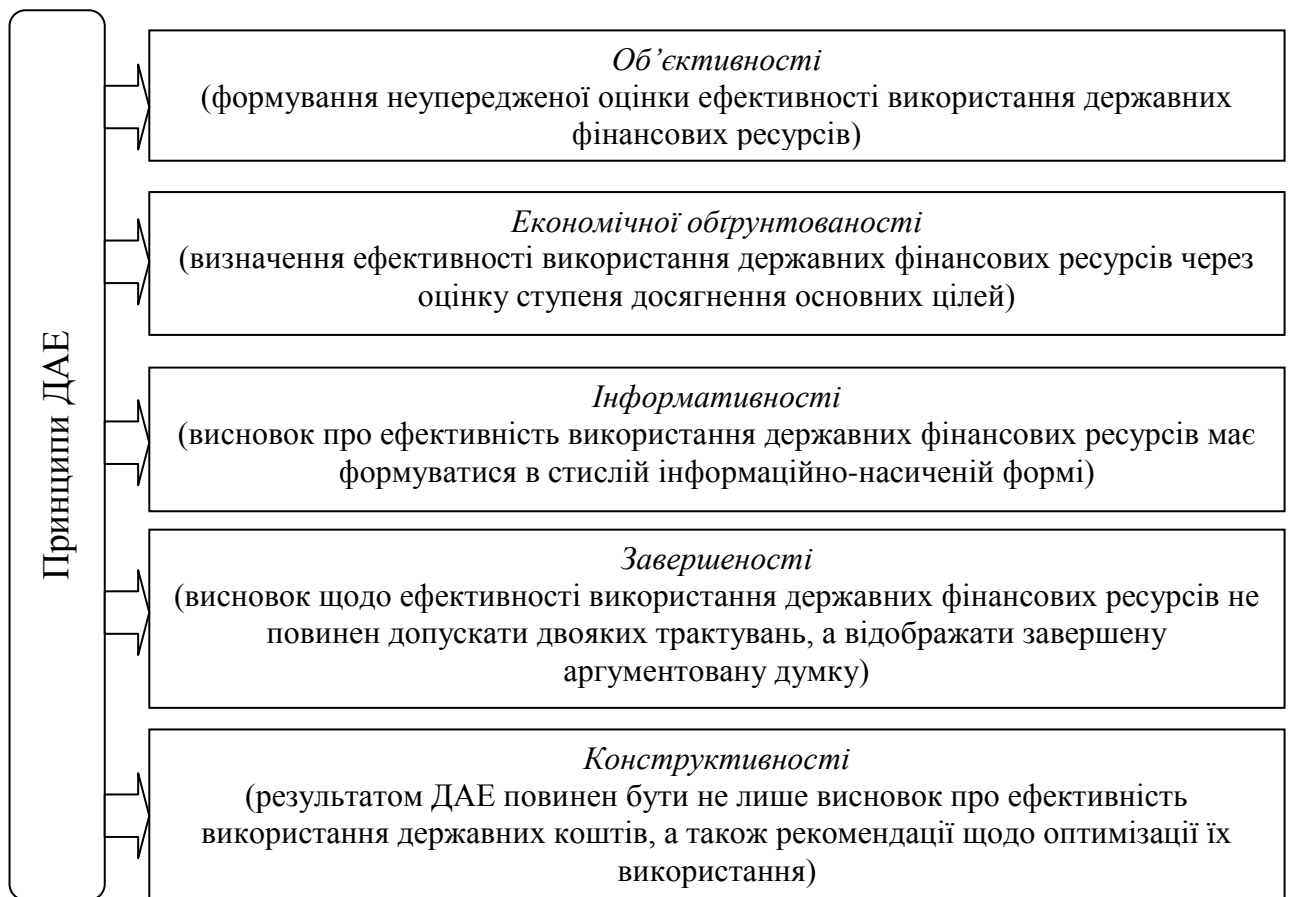 Принципи ДАЕ
Об’єктивності
(формування неупередженої оцінки ефективності використання державних
фінансових ресурсів)
Економічної обґрунтованості
(визначення ефективності використання державних фінансових ресурсів через
оцінку ступеня досягнення основних цілей)
Інформативності
(висновок про ефективність використання державних фінансових ресурсів має
формуватися в стислій інформаційно-насиченій формі)
Завершеності
(висновок щодо ефективності використання державних фінансових ресурсів не
повинен допускати двояких трактувань, а відображати завершену
аргументовану думку)
Конструктивності
(результатом ДАЕ повинен бути не лише висновок про ефективність
використання державних коштів, а також рекомендації щодо оптимізації їх
використання)